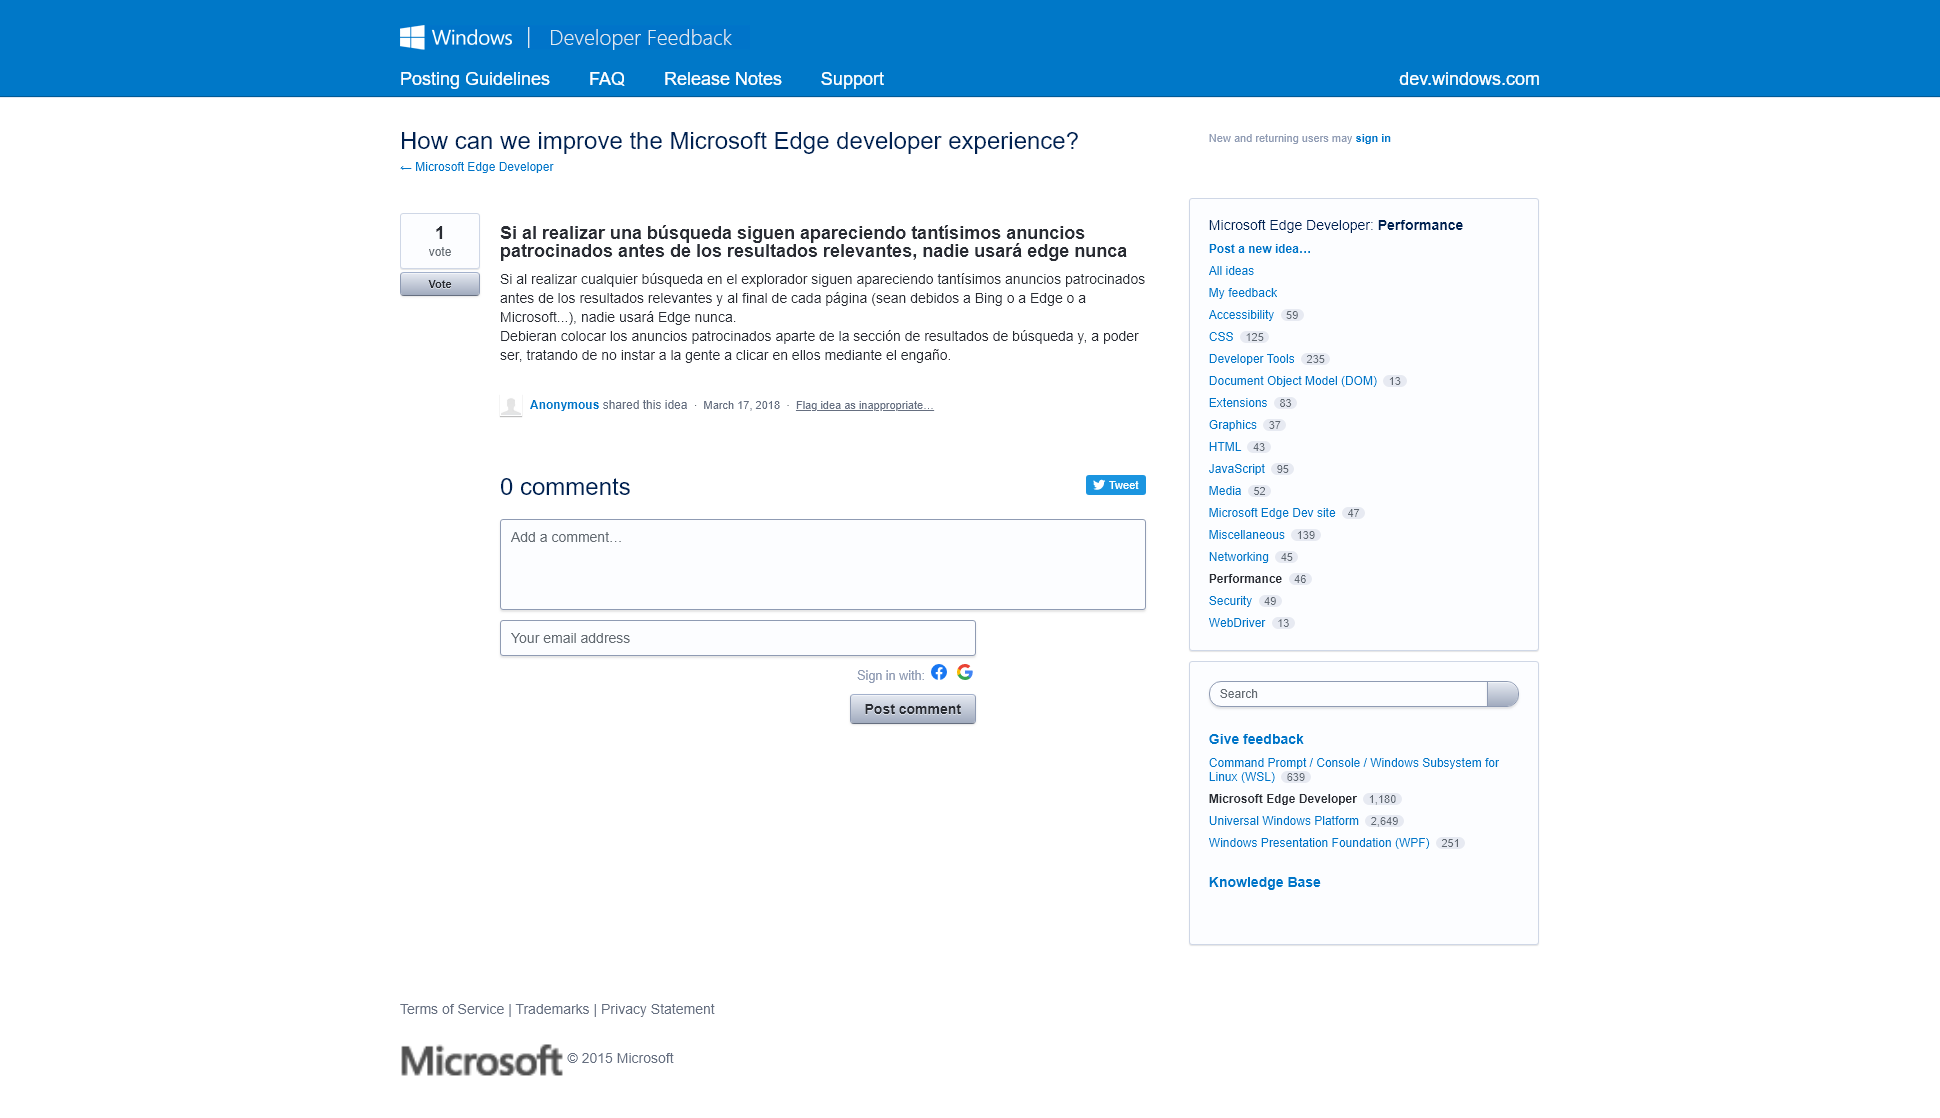 Windows | Developer Feedback
Posting Guidelines FAQ Release Notes Support dev.windows.com
How can we improve the Microsoft Edge developer experience?
← Microsoft Edge Developer
New and returning users may sign in
1
vote
Vote
Si al realizar una búsqueda siguen apareciendo tantísimos anuncios
patrocinados antes de los resultados relevantes, nadie usará edge nunca
Si al realizar cualquier búsqueda en el explorador siguen apareciendo tantísimos anuncios patrocinados
antes de los resultados relevantes y al final de cada página (sean debidos a Bing o a Edge o a
Microsoft...), nadie usará Edge nunca.
Debieran colocar los anuncios patrocinados aparte de la sección de resultados de búsqueda y, a poder
ser, tratando de no instar a la gente a clicar en ellos mediante el engaño.
Anonymous shared this idea · March 17, 2018 · Flag idea as inappropriate…
0 comments
Tweet
Add a comment…
Your email address
Sign in with:
Post comment
Microsoft Edge Developer: Performance
Post a new idea…
All ideas
My feedback
Accessibility 59
CSS 125
Developer Tools 235
Document Object Model (DOM) 13
Extensions 83
Graphics 37
HTML 43
JavaScript 95
Media 52
Microsoft Edge Dev site 47
Miscellaneous 139
Networking 45
Performance 46
Security 49
WebDriver 13
Search
Give feedback
Command Prompt / Console / Windows Subsystem for
Linux (WSL) 639
Microsoft Edge Developer 1,180
Universal Windows Platform 2,649
Windows Presentation Foundation (WPF) 251
Knowledge Base
Terms of Service | Trademarks | Privacy Statement
Microsoft © 2015 Microsoft